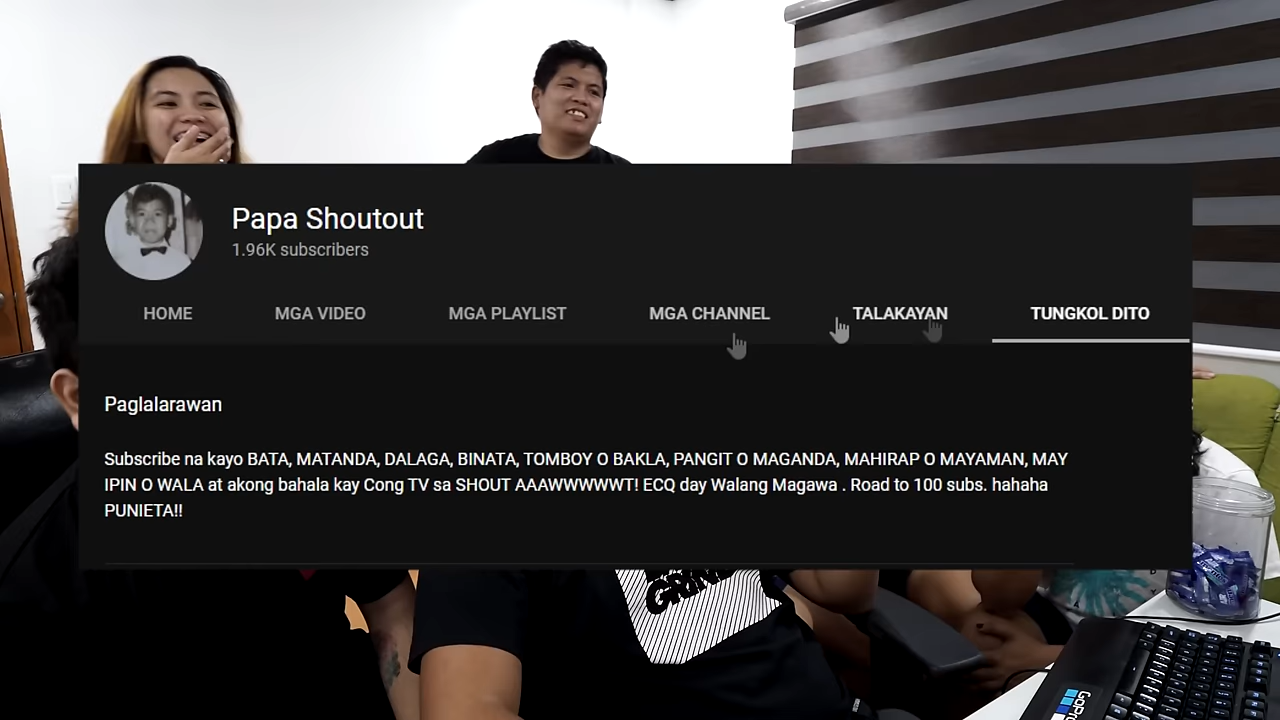 Papa Shoutout
1.96K subscribers
HOME MGA VIDEO MGA PLAYLIST MGA CHANNEL TALAKAYAN TUNGKOL DITO
Paglalarawan
Subscribe na kayo BATA, MATANDA, DALAGA, BINATA, TOMBOY O BAKLA, PANGIT O MAGANDA, MAHIRAP O MAYAMAN, MAY
IPIN O WALA at akong bahala kay Cong TV sa SHOUT AAAWWWWWT! ECQ day Walang Magawa . Road to 100 subs. hahaha
PUNIETA!!
GoPro